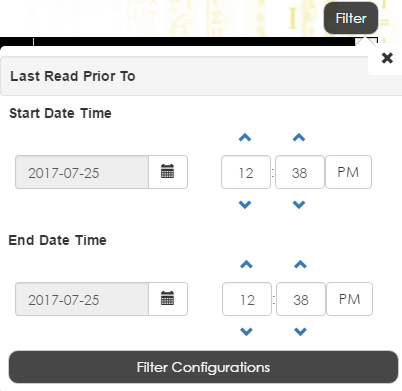 Filter
Last Read Prior To
Start Date Time
2017-07-25 12 : 38 PM
End Date Time
2017-07-25 12 : 38 PM
Filter Configurations